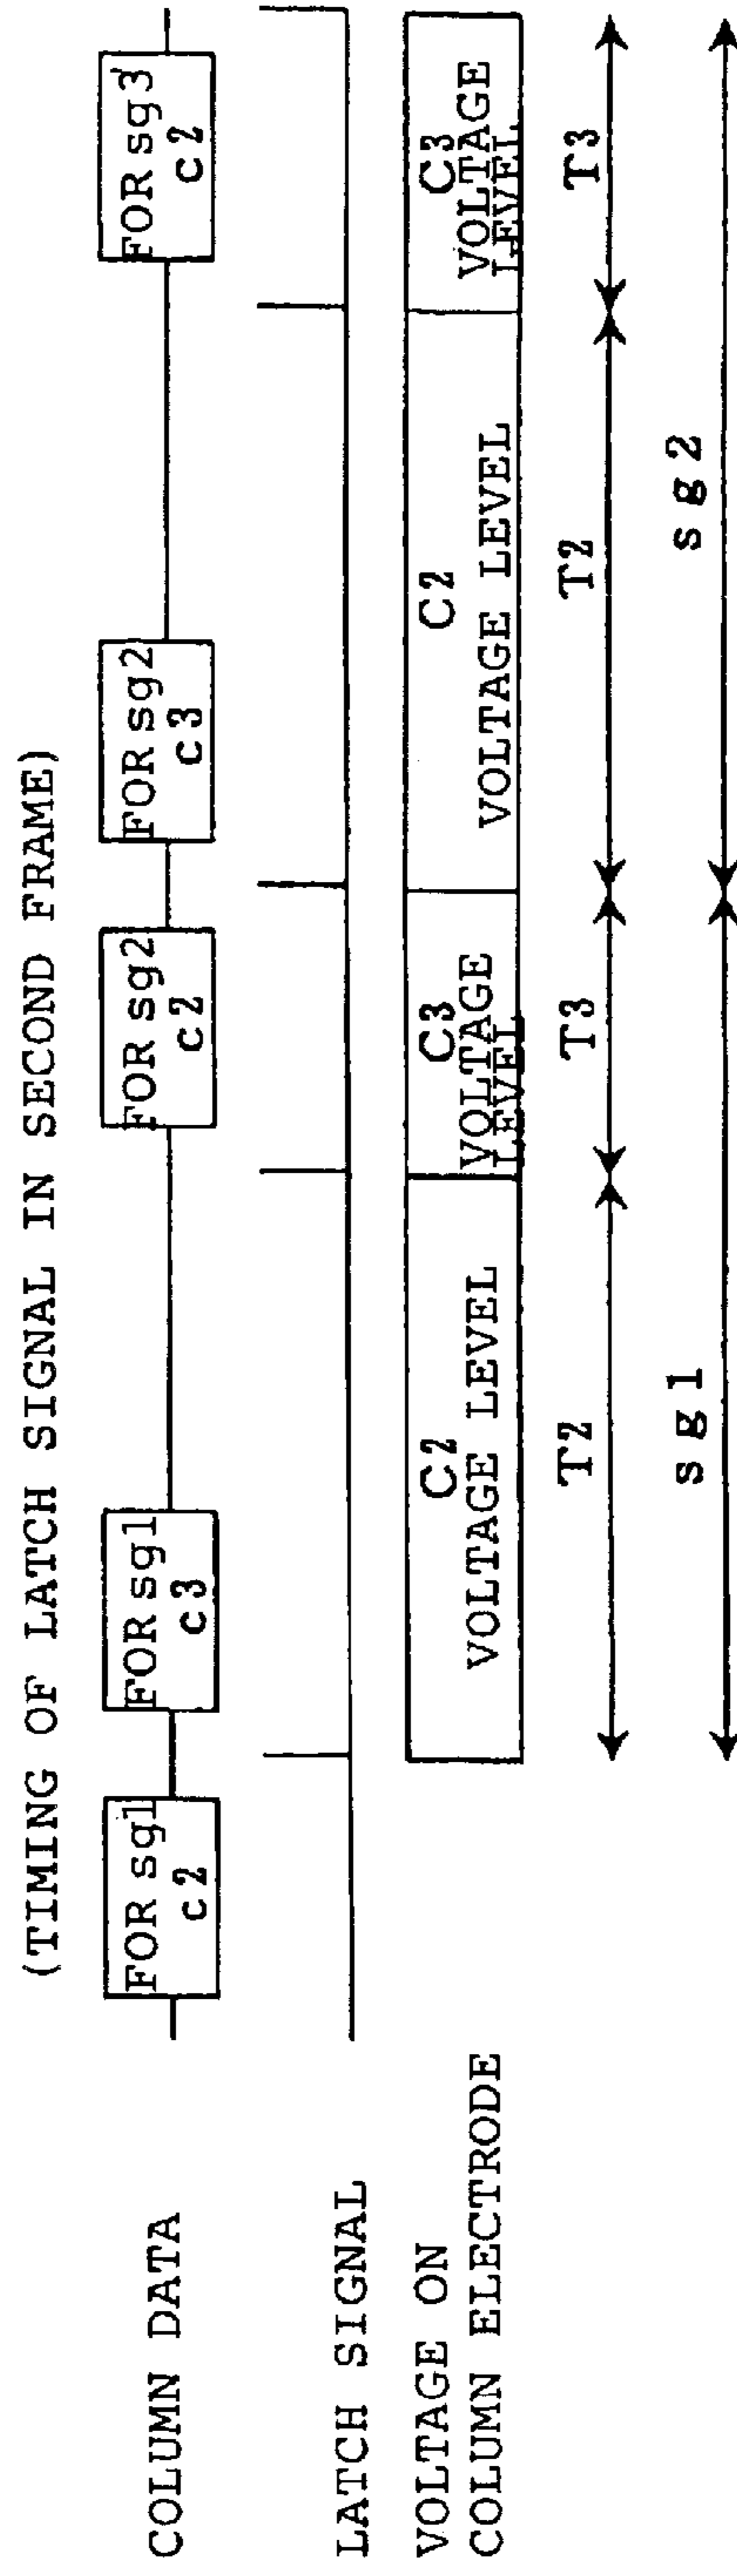 (TIMING OF LATCH SIGNAL IN SECOND FRAME)
COLUMN DATA
FOR sg1
c2
FOR sg1
c3
FOR sg2
c2
FOR sg2
c3
FOR sg3
c2
LATCH SIGNAL
VOLTAGE ON
COLUMN ELECTRODE
C2
VOLTAGE LEVEL
C3
VOLTAGE
LEVEL
C2
VOLTAGE LEVEL
C3
VOLTAGE
LEVEL
T2
T3
T2
T3
sg1
sg2